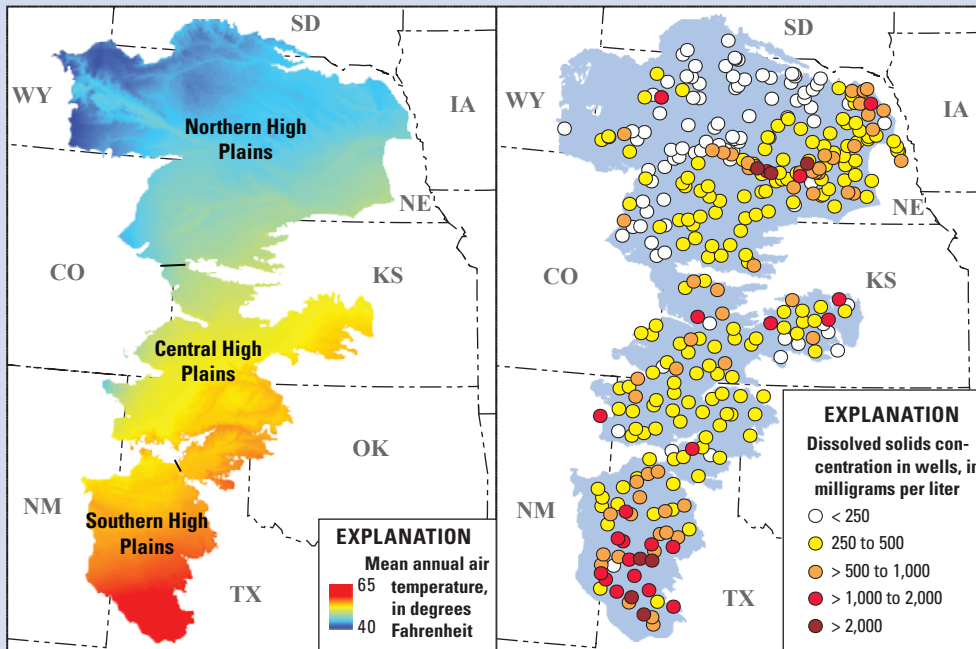 SD
WY
IA
Northern High
Plains
NE
CO
KS
Central High
Plains
OK
NM
Southern High
Plains
TX
EXPLANATION
Mean annual air
temperature,
in degrees
Fahrenheit
65
40
SD
WY
IA
NE
CO
KS
OK
NM
TX
EXPLANATION
Dissolved solids con-
centration in wells, in
milligrams per liter
< 250
250 to 500
> 500 to 1,000
> 1,000 to 2,000
> 2,000